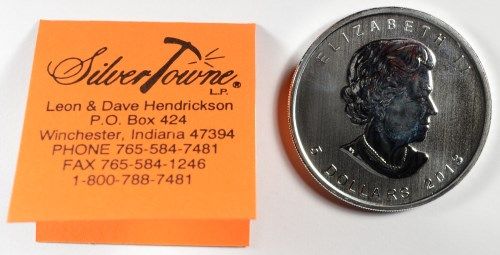 SilverTowne®
L.P.
Leon & Dave Hendrickson
P.O. Box 424
Winchester, Indiana 47394
PHONE 765-584-7481
FAX 765-584-1246
1-800-788-7481
ELIZABETH II
5 DOLLARS 2013